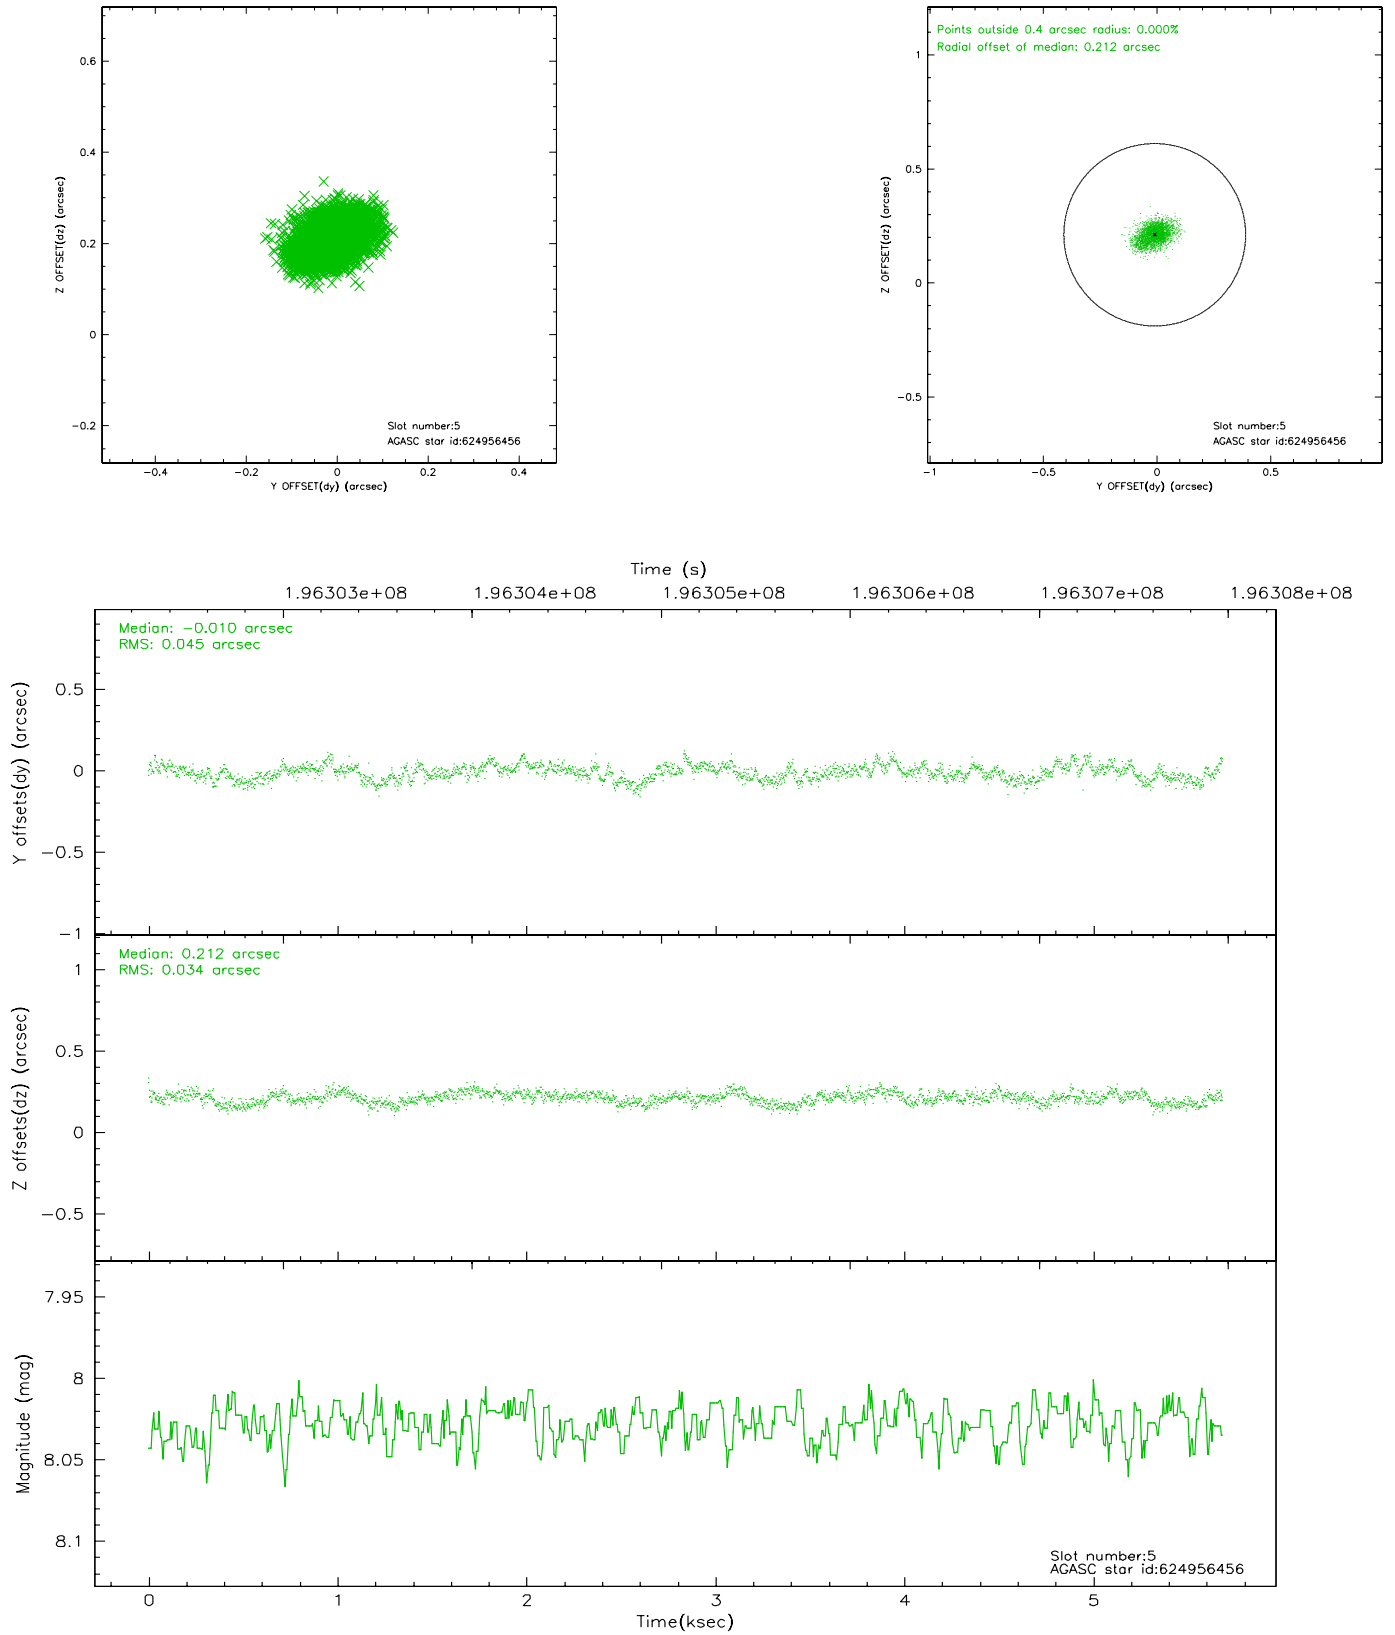 0.6
0.4
0.2
0
−0.2
Z OFFSET(dz) (arcsec)
Slot number:5
AGASC star id:624956456
−0.4 −0.2 0 0.2 0.4
Y OFFSET(dy) (arcsec)
Points outside 0.4 arcsec radius: 0.000%
Radial offset of median: 0.212 arcsec
1
0.5
0
−0.5
Z OFFSET(dz) (arcsec)
Slot number:5
AGASC star id:624956456
−1 −0.5 0 0.5
Y OFFSET(dy) (arcsec)
Time (s)
1.96303e+08 1.96304e+08 1.96305e+08 1.96306e+08 1.96307e+08 1.96308e+08
Median: −0.010 arcsec
RMS: 0.045 arcsec
0.5
0
−0.5
−1
Y offsets(dy) (arcsec)
Median: 0.212 arcsec
RMS: 0.034 arcsec
1
0.5
0
−0.5
Z offsets(dz) (arcsec)
7.95
8
8.05
8.1
Magnitude (mag)
Slot number:5
AGASC star id:624956456
0 1 2 3 4 5
Time(ksec)